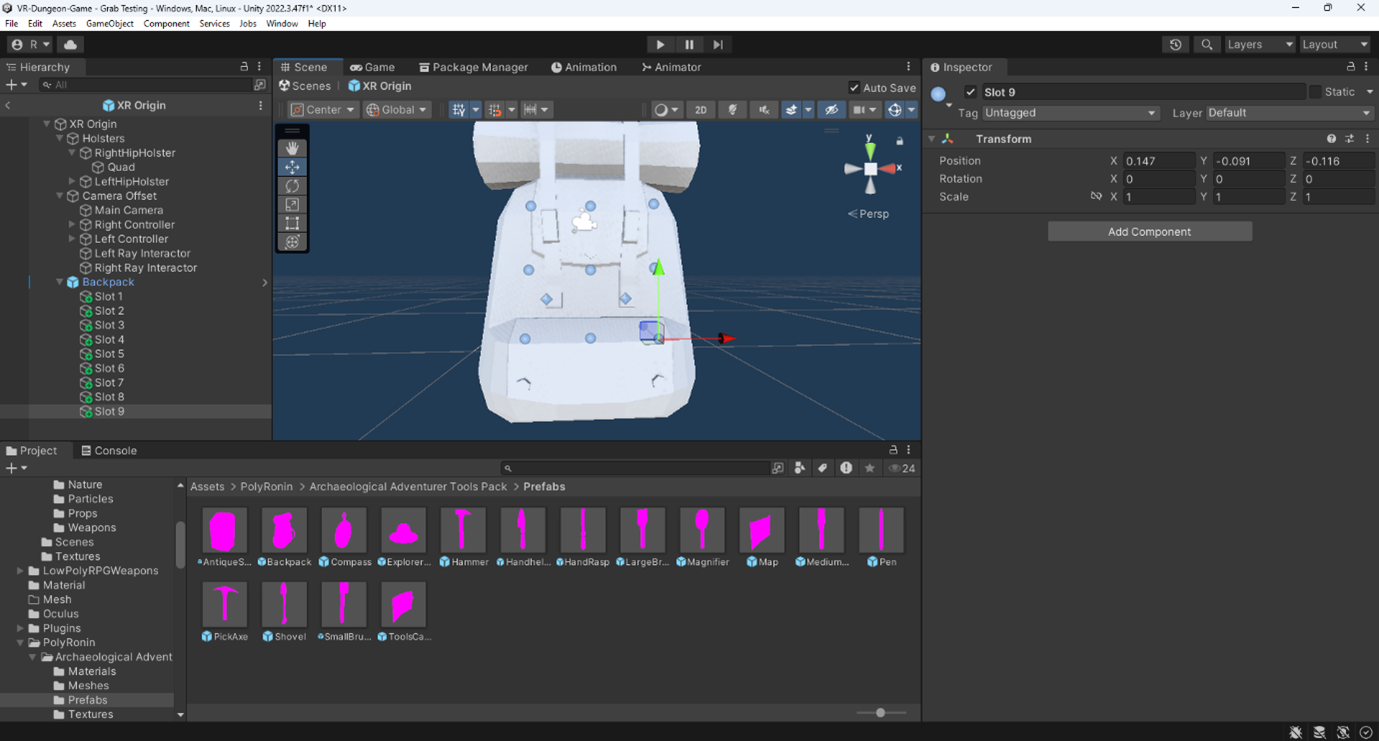 VR-Dungeon-Game - Grab Testing - Windows, Mac, Linux - Unity 2022.3.47f1* <DX11>
File Edit Assets GameObject Component Services Jobs Window Help
R Layers Layout
Hierarchy
All
XR Origin
XR Origin
Holsters
RightHipHolster
Quad
LeftHipHolster
Camera Offset
Main Camera
Right Controller
Left Controller
Left Ray Interactor
Right Ray Interactor
Backpack
Slot 1
Slot 2
Slot 3
Slot 4
Slot 5
Slot 6
Slot 7
Slot 8
Slot 9
Scene Game Package Manager Animation Animator
Scenes XR Origin Auto Save
Center Global 2D
y
x
Persp
Inspector
Slot 9 Static
Tag Untagged Layer Default
Transform
Position X 0.147 Y -0.091 Z -0.116
Rotation X 0 Y 0 Z 0
Scale X 1 Y 1 Z 1
Add Component
Project Console
24
Nature
Particles
Props
Weapons
Scenes
Textures
LowPolyRPGWeapons
Material
Mesh
Oculus
Plugins
PolyRonin
Archaeological Advent
Materials
Meshes
Prefabs
Textures
Assets > PolyRonin > Archaeological Adventurer Tools Pack > Prefabs
AntiqueS... Backpack Compass Explorer... Hammer Handhel... HandRasp LargeBr... Magnifier Map Medium... Pen
PickAxe Shovel SmallBru... ToolsCa...